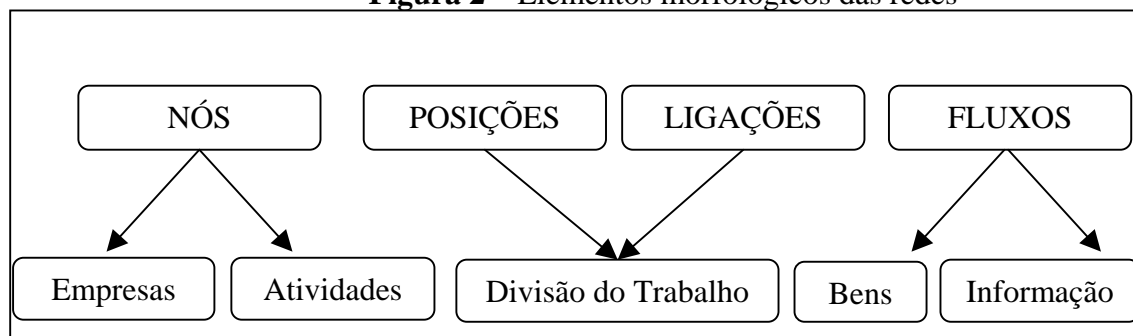 Figura 2 – Elementos morfológicos das redes
NÓS POSIÇÕES LIGAÇÕES FLUXOS
Empresas Atividades Divisão do Trabalho Bens Informação